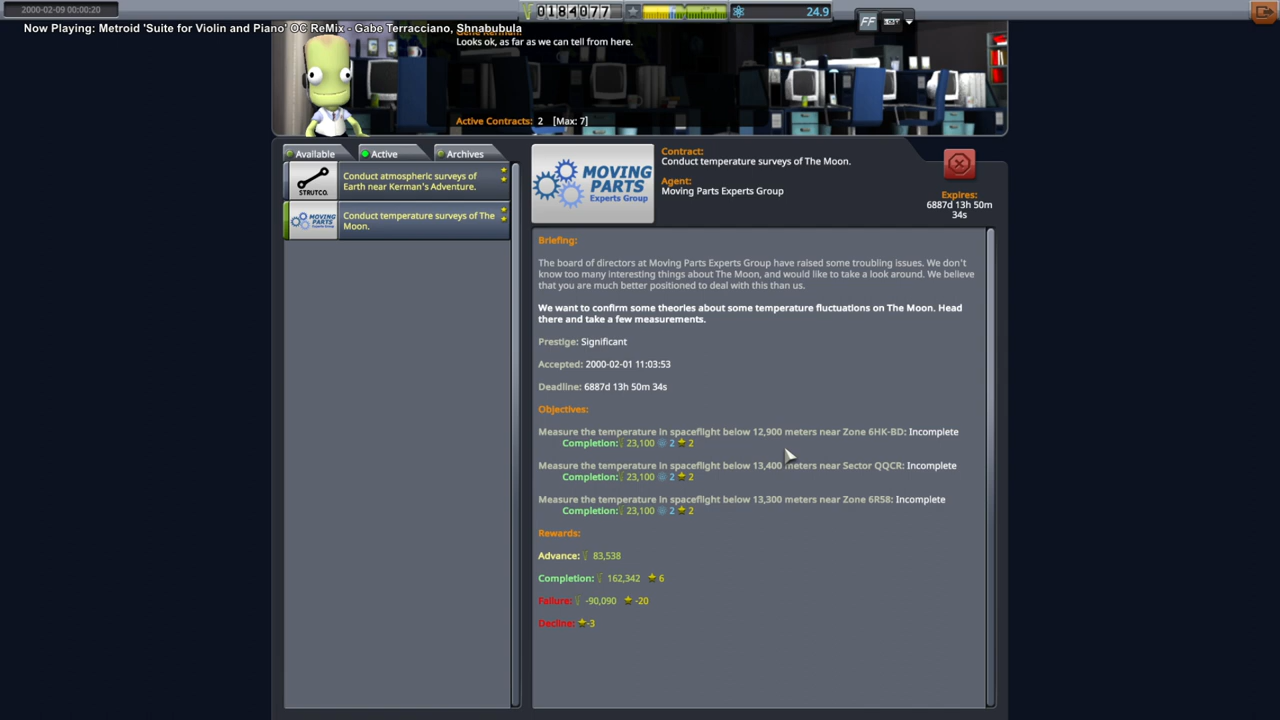 2000-02-09 00:00:20
0184077
24.9
FF
Now Playing: Metroid 'Suite for Violin and Piano' OC ReMix - Gabe Terracciano, Shnabubula
Gene Kerman
Looks ok, as far as we can tell from here.
Active Contracts: 2 [Max: 7]
Available
Active
Archives
STRUTCO.
Conduct atmospheric surveys of
Earth near Kerman's Adventure.
MOVING
PARTS
Experts Group
Conduct temperature surveys of The
Moon.
MOVING
PARTS
Experts Group
Contract:
Conduct temperature surveys of The Moon.
Agent:
Moving Parts Experts Group
Expires:
6887d 13h 50m
34s
Briefing:
The board of directors at Moving Parts Experts Group have raised some troubling issues. We don't
know too many interesting things about The Moon, and would like to take a look around. We believe
that you are much better positioned to deal with this than us.
We want to confirm some theories about some temperature fluctuations on The Moon. Head
there and take a few measurements.
Prestige: Significant
Accepted: 2000-02-01 11:03:53
Deadline: 6887d 13h 50m 34s
Objectives:
Measure the temperature in spaceflight below 12,900 meters near Zone 6HK-BD: Incomplete
Completion: 23,100 2 2
Measure the temperature in spaceflight below 13,400 meters near Sector QQCR: Incomplete
Completion: 23,100 2 2
Measure the temperature in spaceflight below 13,300 meters near Zone 6R58: Incomplete
Completion: 23,100 2 2
Rewards:
Advance: 83,538
Completion: 162,342 6
Failure: -90,090 -20
Decline: -3